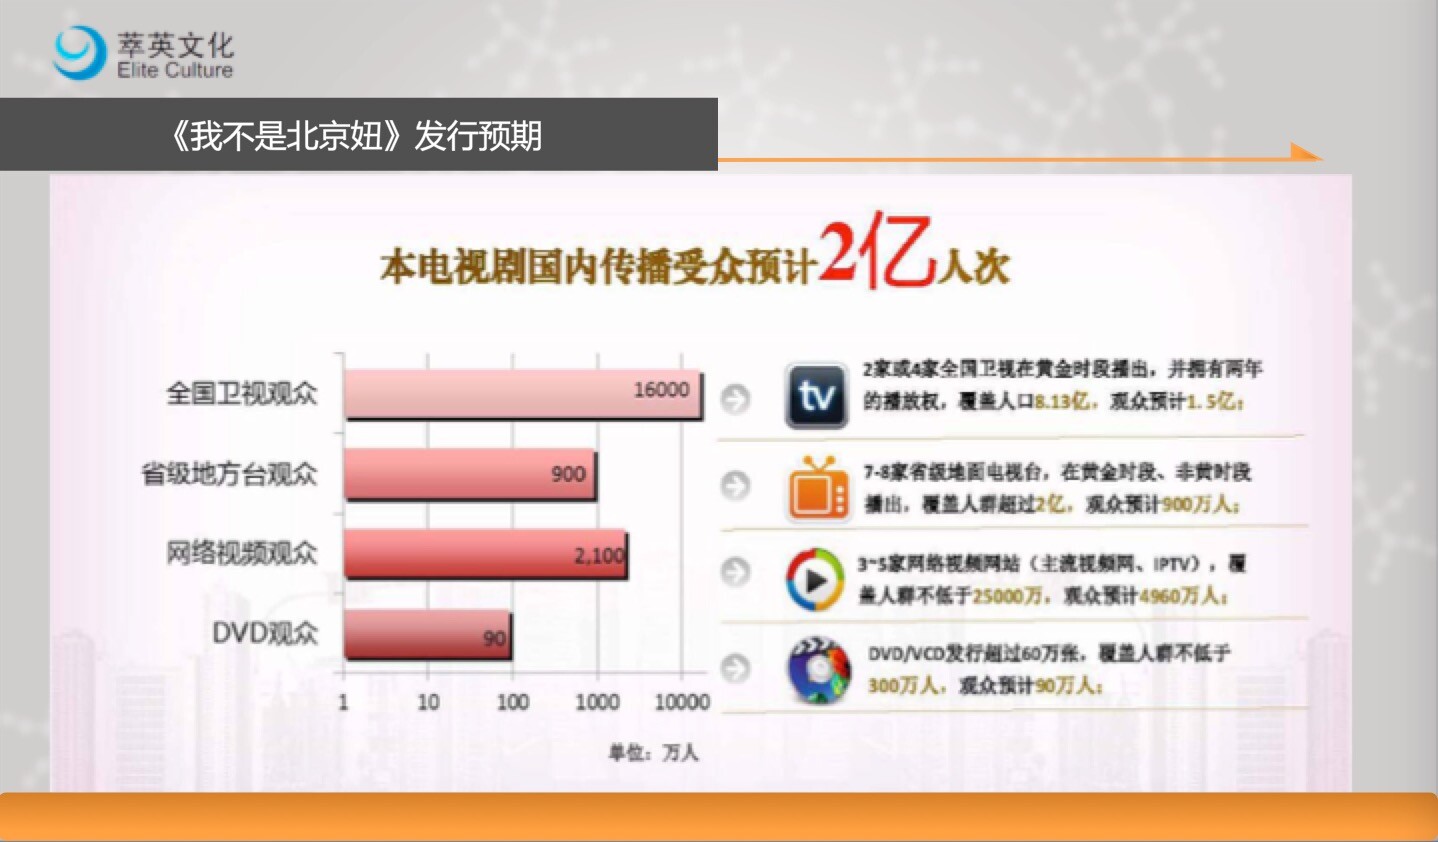 萃英文化
Elite Culture
《我不是北京妞》发行预期
本电视剧国内传播受众预计2亿人次
全国卫视观众
16000
省级地方台观众
900
网络视频观众
2,100
DVD观众
90
1 10 100 1000 10000
单位：万人
tv
2家或4家全国卫视在黄金时段播出，并拥有两年
的播放权，覆盖人口8.13亿，观众预计1.5亿；
7-8家省级地面电视台，在黄金时段、非黄时段
播出，覆盖人群超过2亿，观众预计900万人；
3~5家网络视频网站（主流视频网、IPTV），覆
盖人群不低于25000万，观众预计4960万人；
DVD/VCD发行超过60万张，覆盖人群不低于
300万人，观众预计90万人；